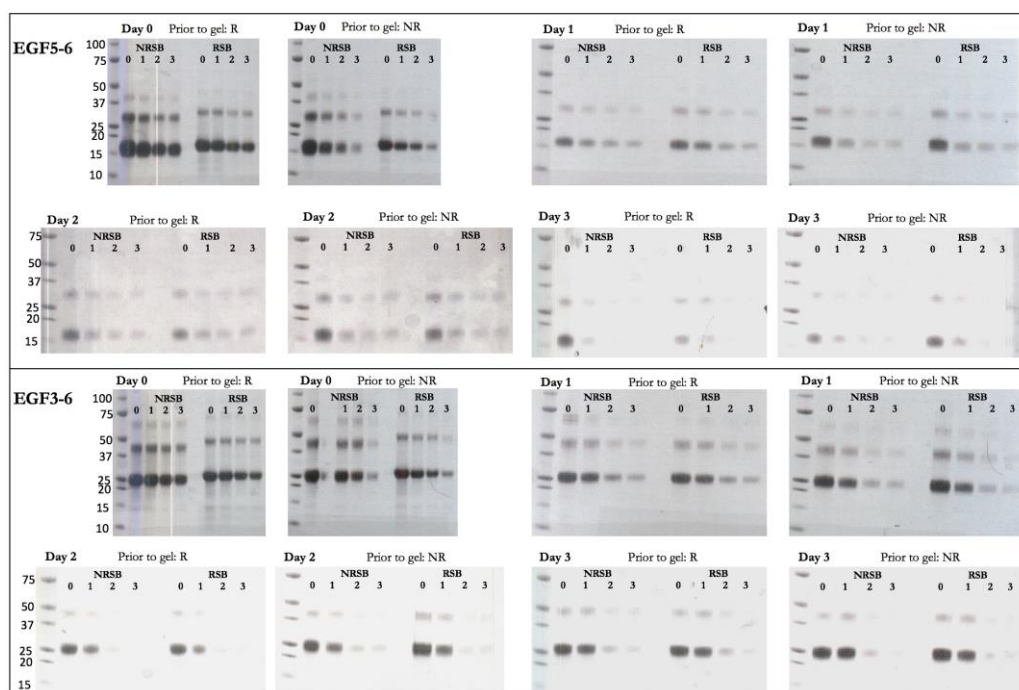 Day 0 Prior to gel: R
Day 0 Prior to gel: NR
Day 1 Prior to gel: R
Day 1 Prior to gel: NR
EGF5-6
100
75
50
37
25
20
15
10
NRSB RSB
0 1 2 3 0 1 2 3
NRSB RSB
0 1 2 3 0 1 2 3
NRSB RSB
0 1 2 3 0 1 2 3
NRSB RSB
0 1 2 3 0 1 2 3
Day 2 Prior to gel: R
Day 2 Prior to gel: NR
Day 3 Prior to gel: R
Day 3 Prior to gel: NR
75
50
37
25
20
15
NRSB RSB
0 1 2 3 0 1 2 3
NRSB RSB
0 1 2 3 0 1 2 3
NRSB RSB
0 1 2 3 0 1 2 3
NRSB RSB
0 1 2 3 0 1 2 3
Day 0 Prior to gel: R
Day 0 Prior to gel: NR
Day 1 Prior to gel: R
Day 1 Prior to gel: NR
EGF3-6
100
75
50
37
25
20
15
10
NRSB RSB
0 1 2 3 0 1 2 3
NRSB RSB
0 1 2 3 0 1 2 3
NRSB RSB
0 1 2 3 0 1 2 3
NRSB RSB
0 1 2 3 0 1 2 3
Day 2 Prior to gel: R
Day 2 Prior to gel: NR
Day 3 Prior to gel: R
Day 3 Prior to gel: NR
75
50
37
25
20
15
NRSB RSB
0 1 2 3 0 1 2 3
NRSB RSB
0 1 2 3 0 1 2 3
NRSB RSB
0 1 2 3 0 1 2 3
NRSB RSB
0 1 2 3 0 1 2 3